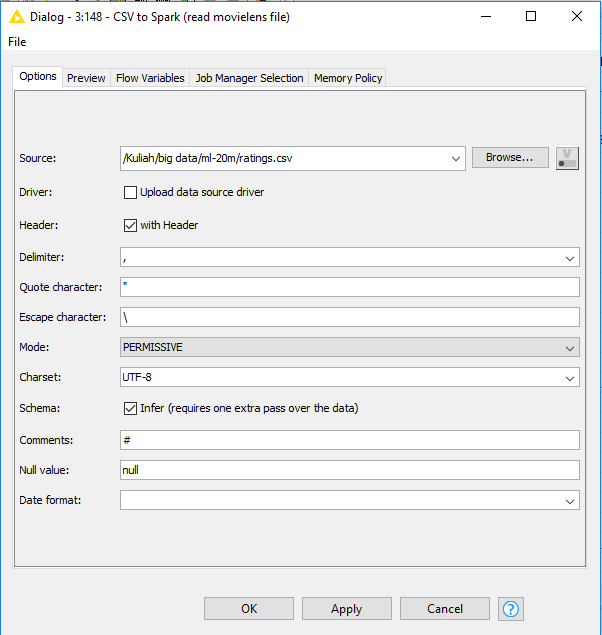 Dialog - 3:148 - CSV to Spark (read movielens file)
File
Options Preview Flow Variables Job Manager Selection Memory Policy
Source: /Kuliah/big data/ml-20m/ratings.csv Browse... V
Driver: Upload data source driver
Header: with Header
Delimiter: ,
Quote character: "
Escape character: \
Mode: PERMISSIVE
Charset: UTF-8
Schema: Infer (requires one extra pass over the data)
Comments: #
Null value: null
Date format:
OK Apply Cancel ?